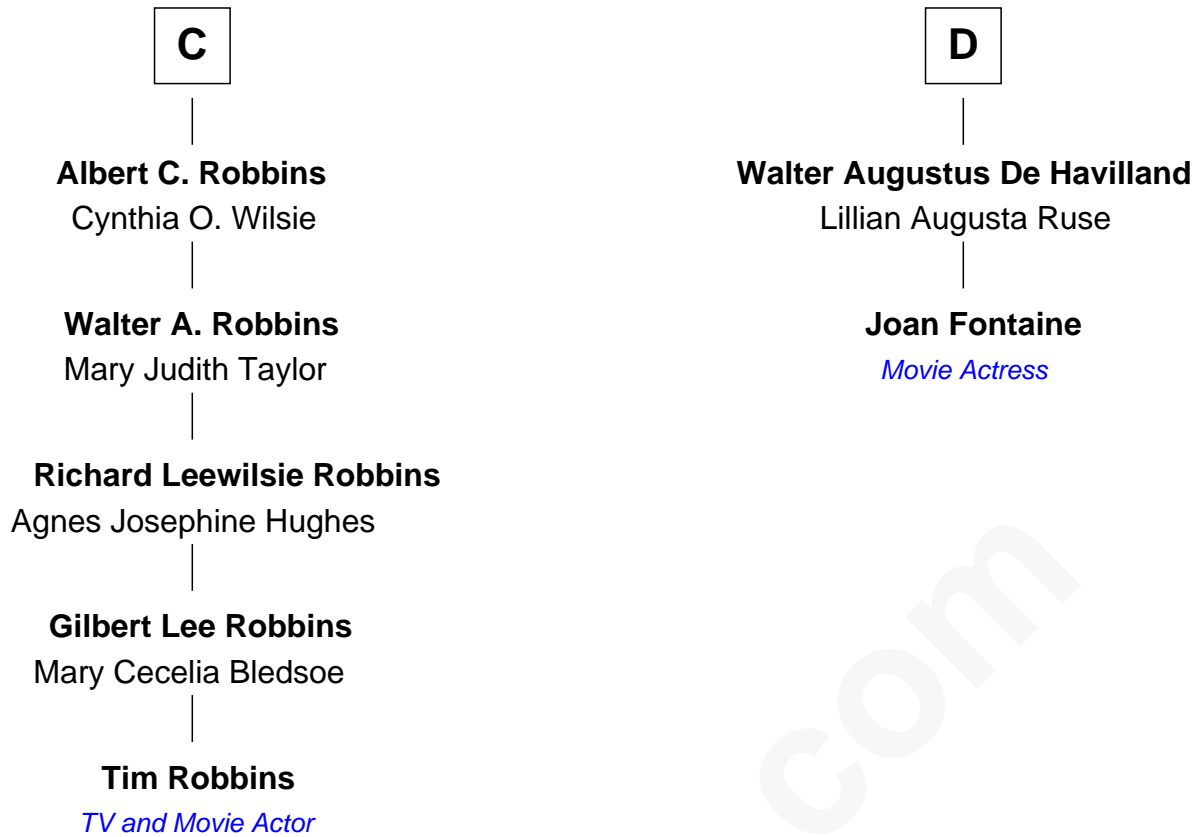 C
Albert C. Robbins
Cynthia O. Wilsie
Walter A. Robbins
Mary Judith Taylor
Richard Leewilsie Robbins
Agnes Josephine Hughes
Gilbert Lee Robbins
Mary Cecelia Bledsoe
Tim Robbins
TV and Movie Actor
D
Walter Augustus De Havilland
Lillian Augusta Ruse
Joan Fontaine
Movie Actress
com